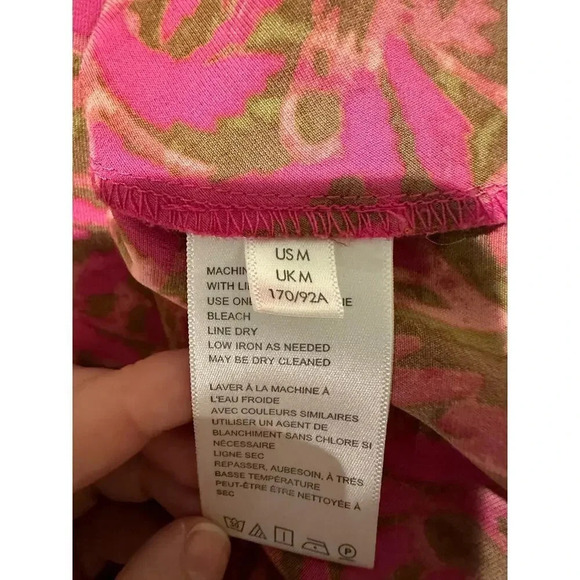 US M
UK M
170/92A
WITH
USE
BLEACH
LINE DRY
LOW IRON AS NEEDED
MAY BE DRY CLEANED
LAVER À LA MACHINE À
L'EAU FROIDE
AVEC COULEURS SIMILAIRES
UTILISER UN AGENT DE
BLANCHIMENT SANS CHLORE SI
NÉCESSAIRE
LIGNE SEC
REPASSER, AUBESOIN, À TRÈS
BASSE TEMPÉRATURE
PEUT-ÊTRE ÊTRE NETTOYÉE À
SEC
P